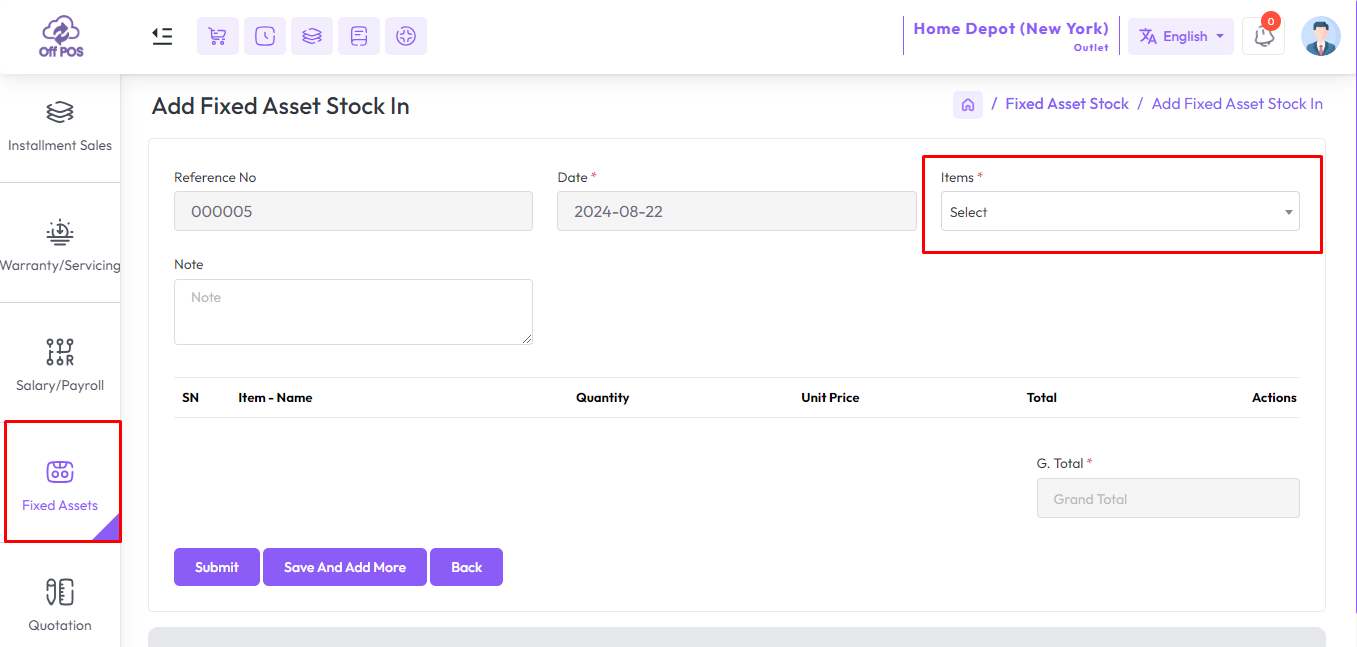 Off POS
Home Depot (New York)
Outlet
English
0
Installment Sales
Warranty/Servicing
Salary/Payroll
Fixed Assets
Quotation
Add Fixed Asset Stock In
/ Fixed Asset Stock / Add Fixed Asset Stock In
Reference No
000005
Date *
2024-08-22
Items *
Select
Note
Note
SN Item - Name Quantity Unit Price Total Actions
G. Total *
Grand Total
Submit Save And Add More Back